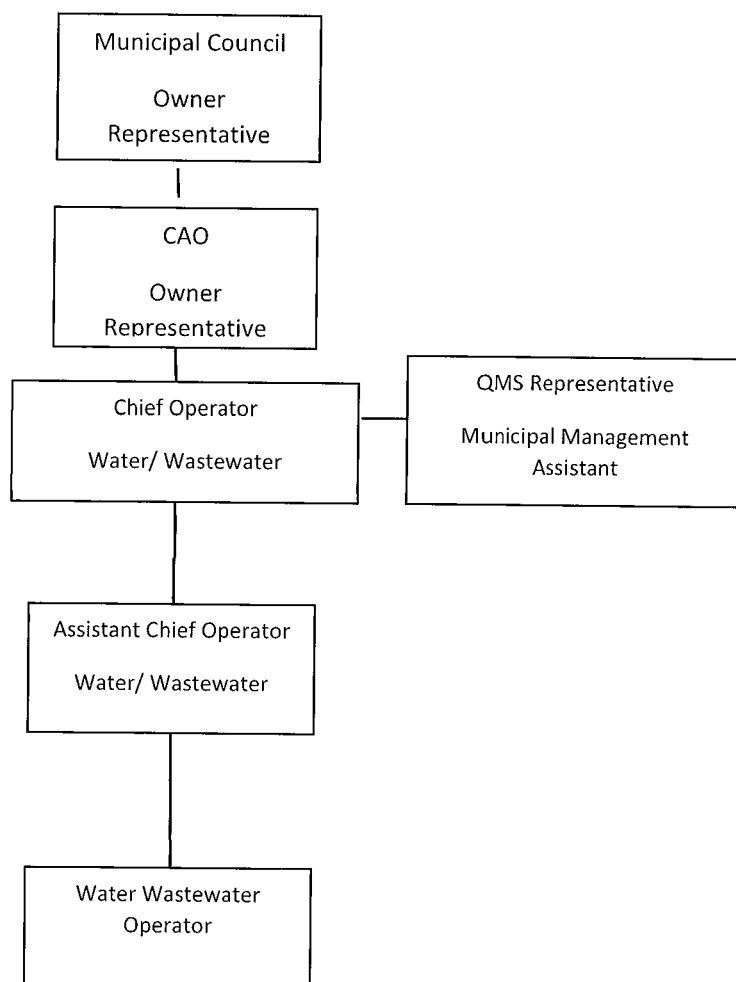 Municipal Council
Owner
Representative
CAO
Owner
Representative
Chief Operator
Water/ Wastewater
QMS Representative
Municipal Management
Assistant
Assistant Chief Operator
Water/ Wastewater
Water Wastewater
Operator